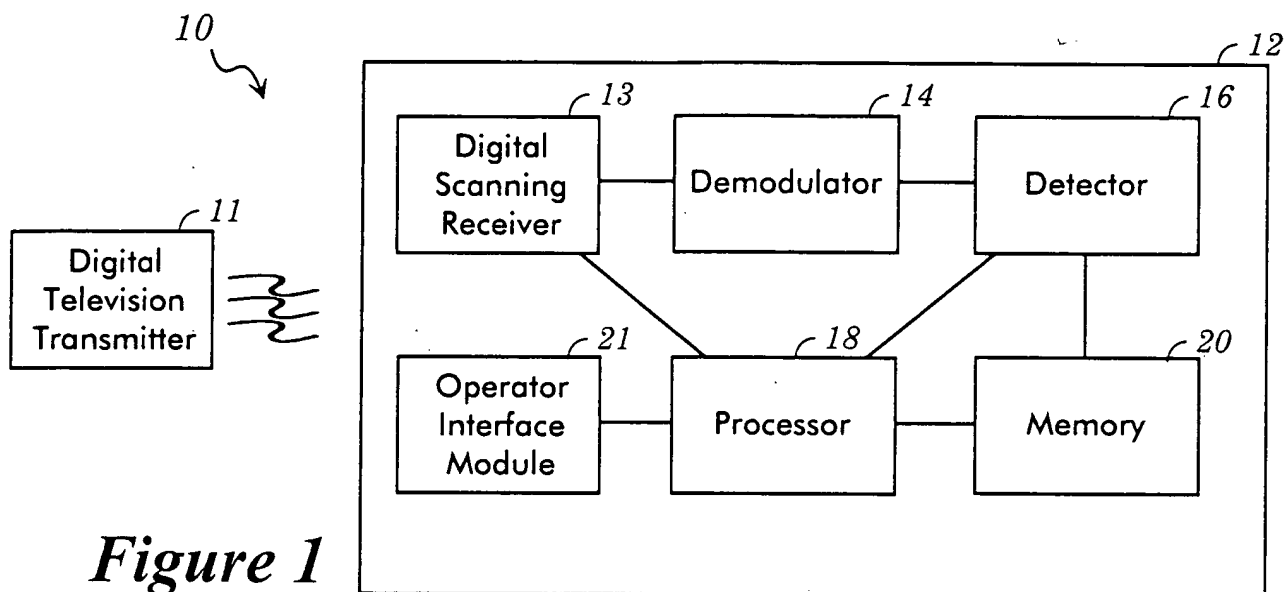 10
12
13
14
16
Digital
Scanning
Receiver
Demodulator
Detector
11
Digital
Television
Transmitter
21
18
20
Operator
Interface
Module
Processor
Memory
Figure 1